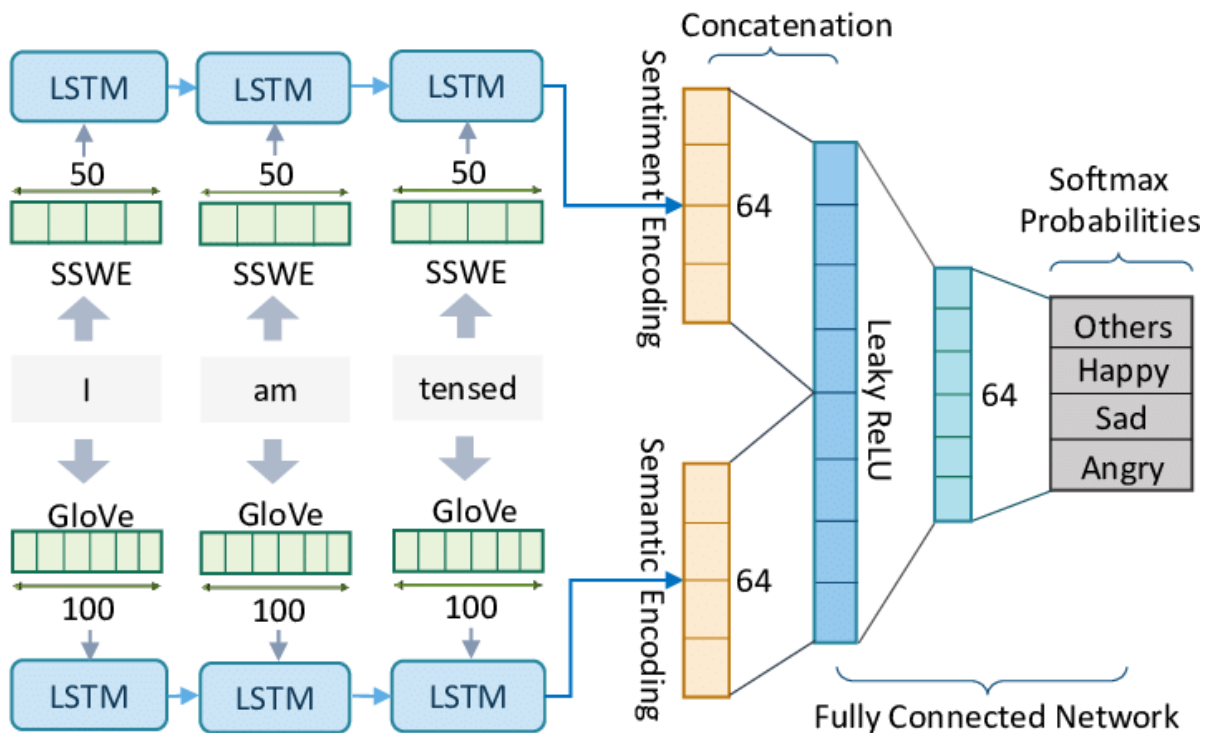 Concatenation
LSTM LSTM LSTM
Sentiment Encoding
50 50 50
64
SSWE SSWE SSWE
Softmax
Probabilities
I am tensed
Leaky ReLU
64
Others
Happy
Sad
Angry
GloVe GloVe GloVe
Semantic Encoding
64
100 100 100
LSTM LSTM LSTM
Fully Connected Network